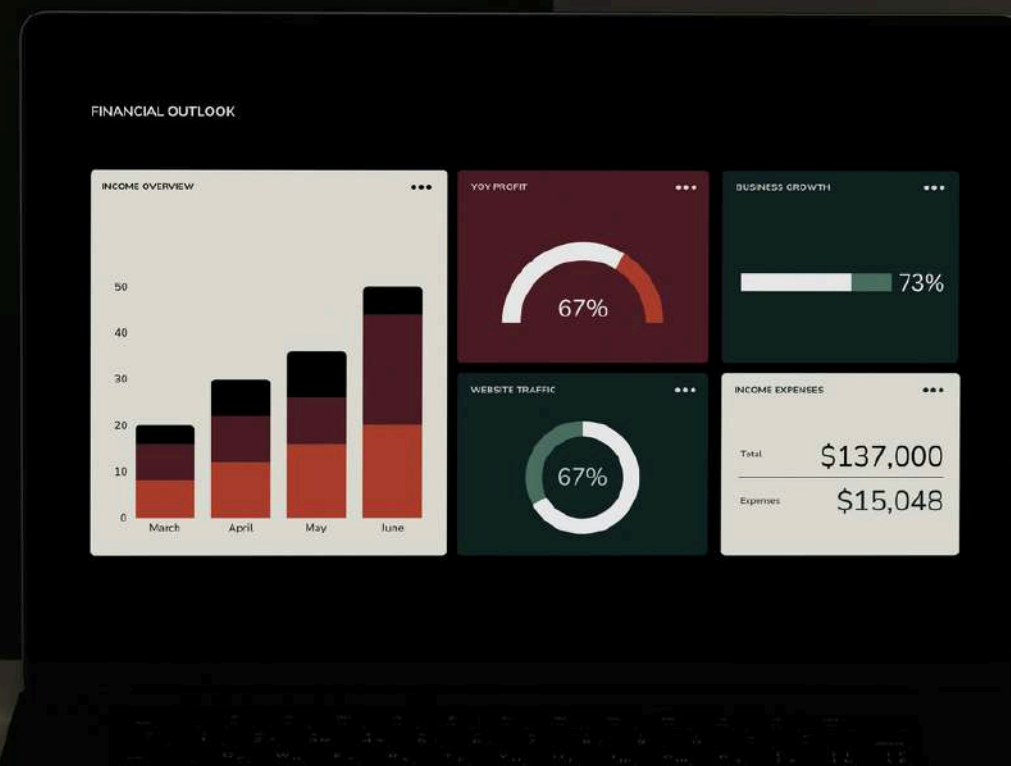 FINANCIAL OUTLOOK
INCOME OVERVIEW
50
40
30
20
10
0
March April May June
YOY PROFIT
67%
BUSINESS GROWTH
73%
WEBSITE TRAFFIC
67%
INCOME EXPENSES
Total $137,000
Expenses $15,048